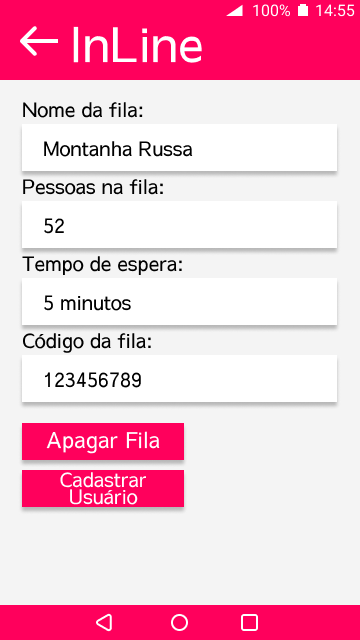 100% 14:55
InLine
Nome da fila:
Montanha Russa
Pessoas na fila:
52
Tempo de espera:
5 minutos
Código da fila:
123456789
Apagar Fila
Cadastrar
Usuário